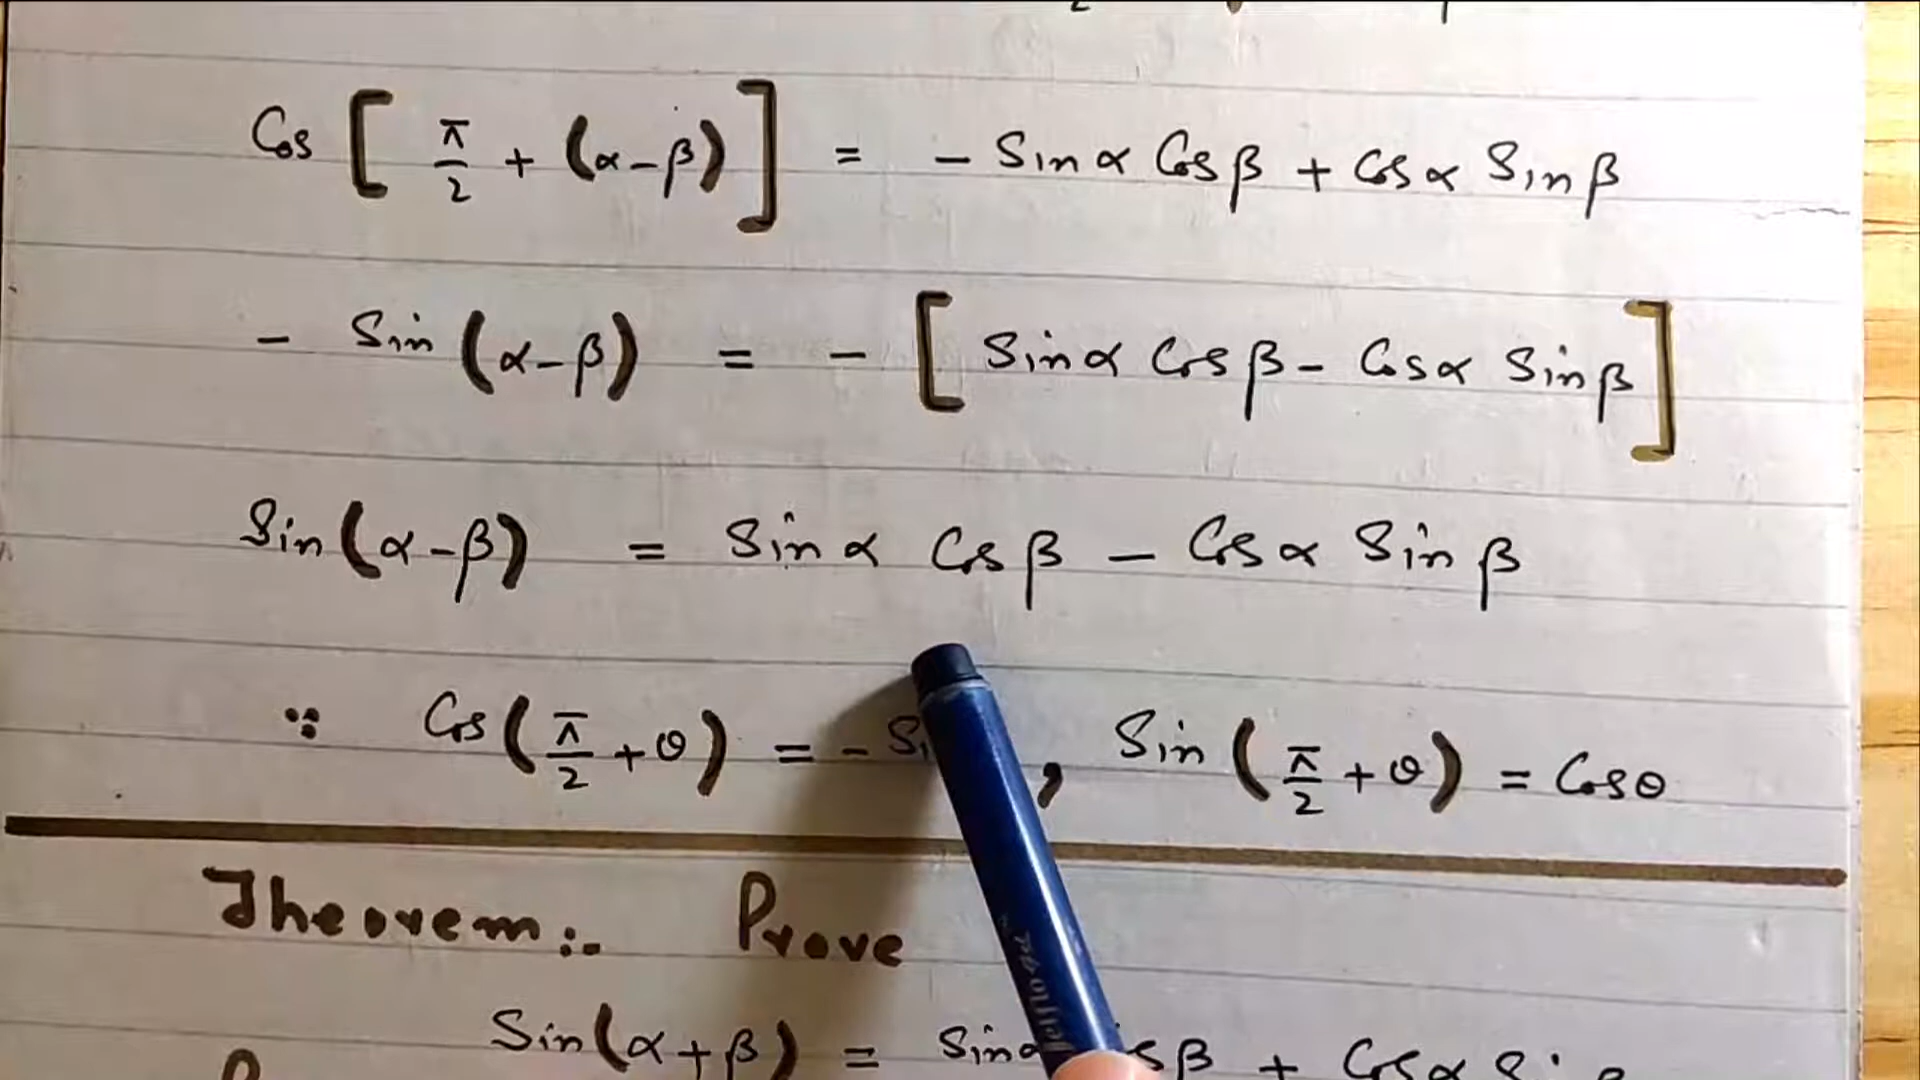 Cos [ π/2 + (α-β) ] = - Sinα Cosβ + Cosα Sinβ
- Sin (α-β) = - [ Sinα Cosβ - Cosα Sinβ ]
Sin (α-β) = Sinα Cosβ - Cosα Sinβ
∵ Cos ( π/2 + θ ) = - , Sin ( π/2 + θ ) = Cosθ
Theorem:- Prove
Sin(α+β) = Sinα β + Cosα